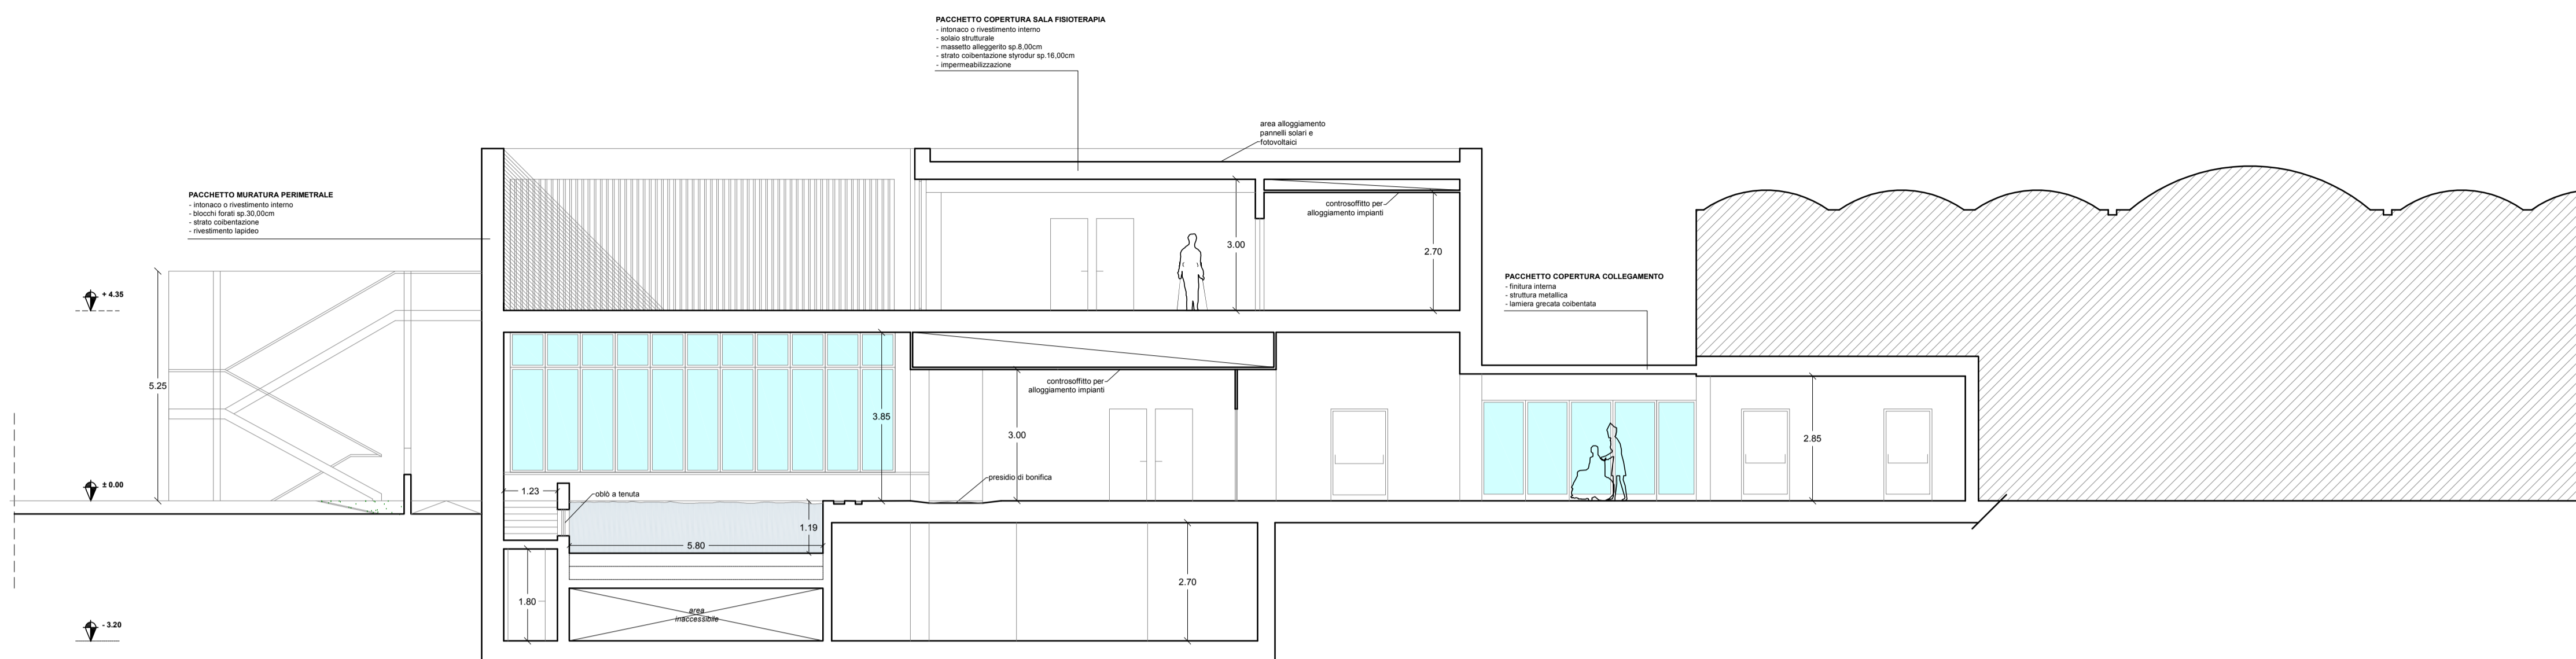 PACCHETTO COPERTURA SALA FISIOTERAPIA
- intonaco o rivestimento interno
- solaio strutturale
- massetto alleggerito sp.8,00cm
- strato coibentazione styrodur sp.16,00cm
- impermeabilizzazione
area alloggiamento
pannelli solari e
fotovoltaici
PACCHETTO MURATURA PERIMETRALE
- intonaco o rivestimento interno
- blocchi forati sp.30,00cm
- strato coibentazione
- rivestimento lapideo
controsoffitto per
alloggiamento impianti
3.00
2.70
PACCHETTO COPERTURA COLLEGAMENTO
- finitura interna
- struttura metallica
- lamiera grecata coibentata
+ 4.35
5.25
controsoffitto per
alloggiamento impianti
3.85
3.00
2.85
presidio di bonifica
± 0.00
1.23
oblò a tenuta
1.19
5.80
2.70
1.80
area
inaccessibile
- 3.20